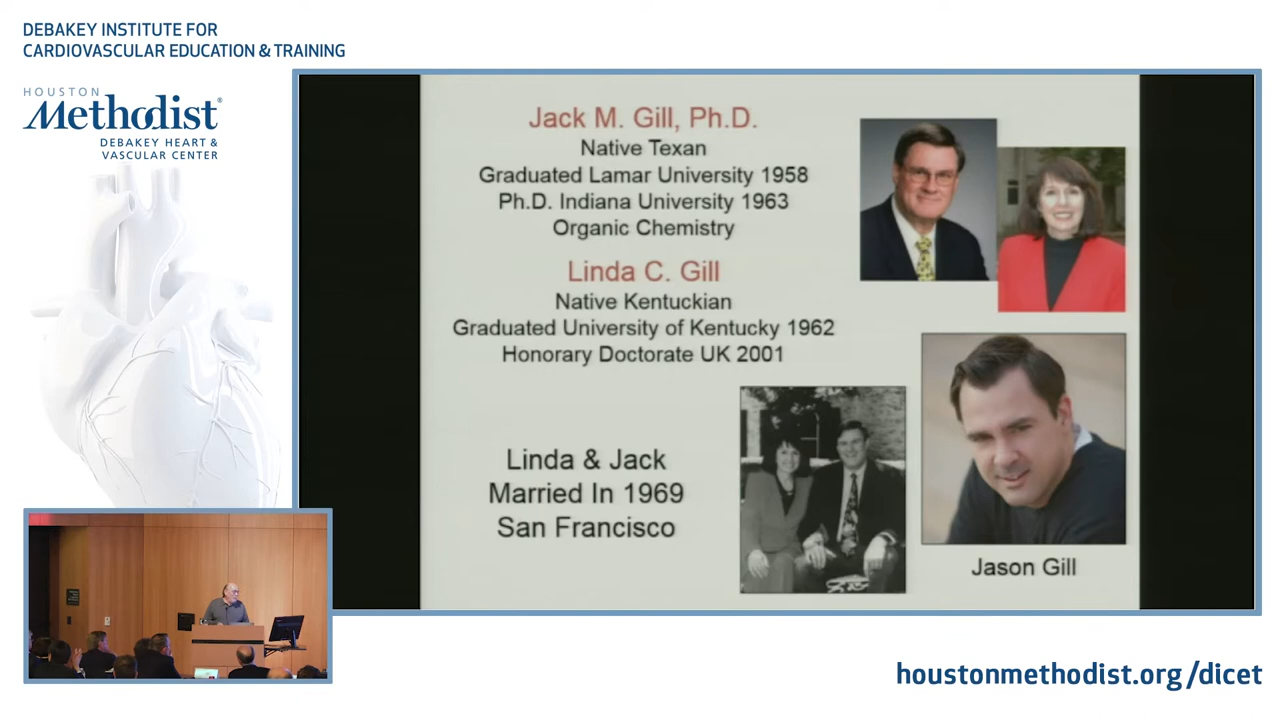 DEBAKEY INSTITUTE FOR
CARDIOVASCULAR EDUCATION & TRAINING
HOUSTON
Methodist®
DEBAKEY HEART &
VASCULAR CENTER
Jack M. Gill, Ph.D.
Native Texan
Graduated Lamar University 1958
Ph.D. Indiana University 1963
Organic Chemistry
Linda C. Gill
Native Kentuckian
Graduated University of Kentucky 1962
Honorary Doctorate UK 2001
Linda & Jack
Married In 1969
San Francisco
Jason Gill
houstonmethodist.org/dicet